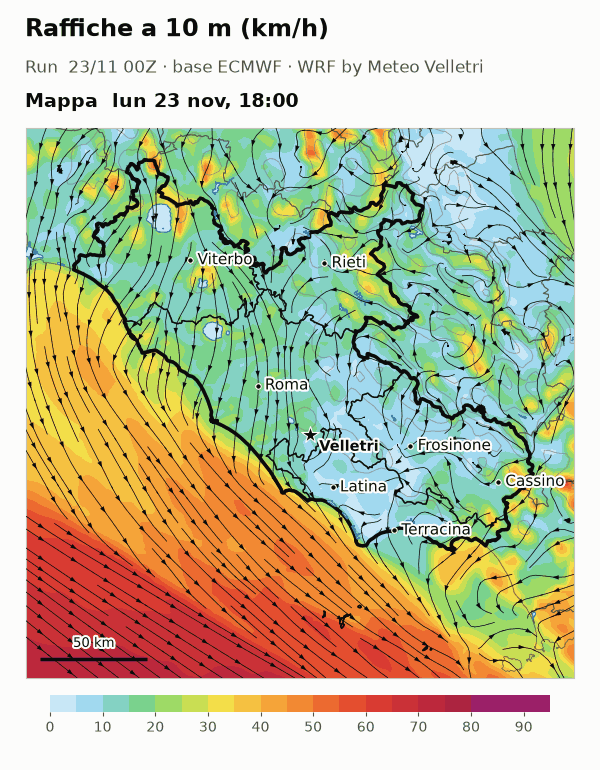 Raffiche a 10 m (km/h)
Run  23/11 00Z · base ECMWF · WRF by Meteo Velletri
Mappa  lun 23 nov, 18:00
Viterbo
Rieti
Roma
Velletri
Frosinone
Latina
Cassino
Terracina
50 km
0 10 20 30 40 50 60 70 80 90